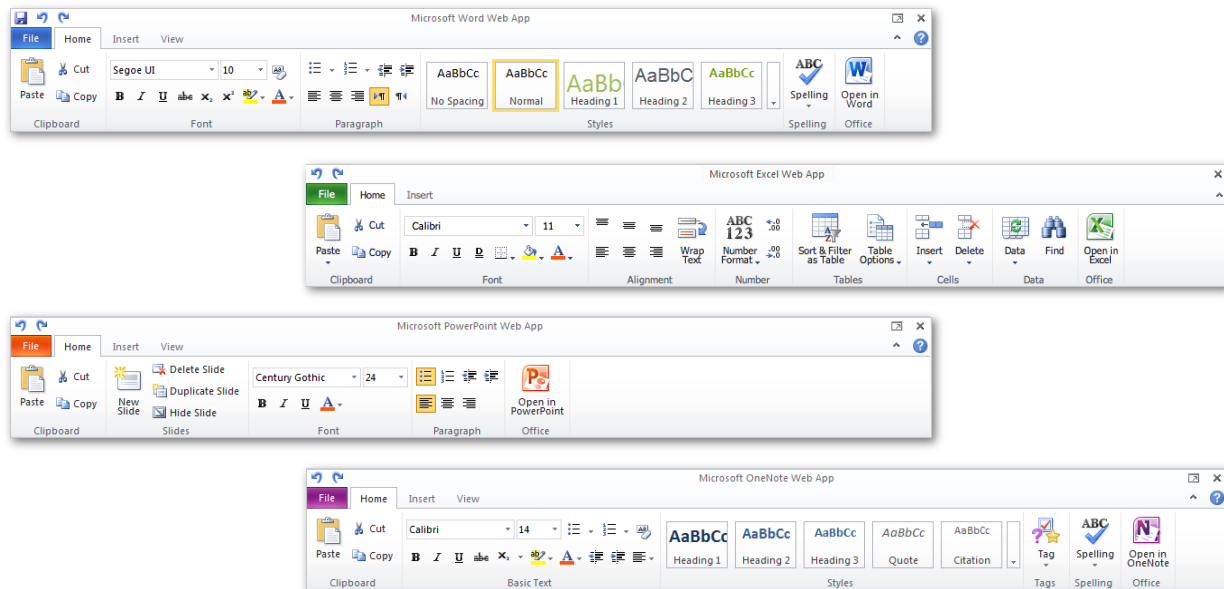 Microsoft Word Web App
File Home Insert View
Paste Cut Copy
Segoe UI 10
B I U abc X₂ X² A
AaBbCc AaBbCc AaBb AaBbC AaBbCc
No Spacing Normal Heading 1 Heading 2 Heading 3
ABC Spelling
Open in Word
Clipboard Font Paragraph Styles Spelling Office
Microsoft Excel Web App
File Home Insert
Paste Cut Copy
Calibri 11
B I U D A
Wrap Text
ABC 123 Number Format
.00 .00
Sort & Filter as Table
Table Options
Insert Delete
Data Find
Open in Excel
Clipboard Font Alignment Number Tables Cells Data Office
Microsoft PowerPoint Web App
File Home Insert View
Paste Cut Copy
New Slide
Delete Slide
Duplicate Slide
Hide Slide
Century Gothic 24
B I U A
Open in PowerPoint
Clipboard Slides Font Paragraph Office
Microsoft OneNote Web App
File Home Insert View
Paste Cut Copy
Calibri 14
B I U abc X₂ A
AaBbCc AaBbCc AaBbCc AaBbCc AaBbCc
Heading 1 Heading 2 Heading 3 Quote Citation
Tag
ABC Spelling
Open in OneNote
Clipboard Basic Text Styles Tags Spelling Office